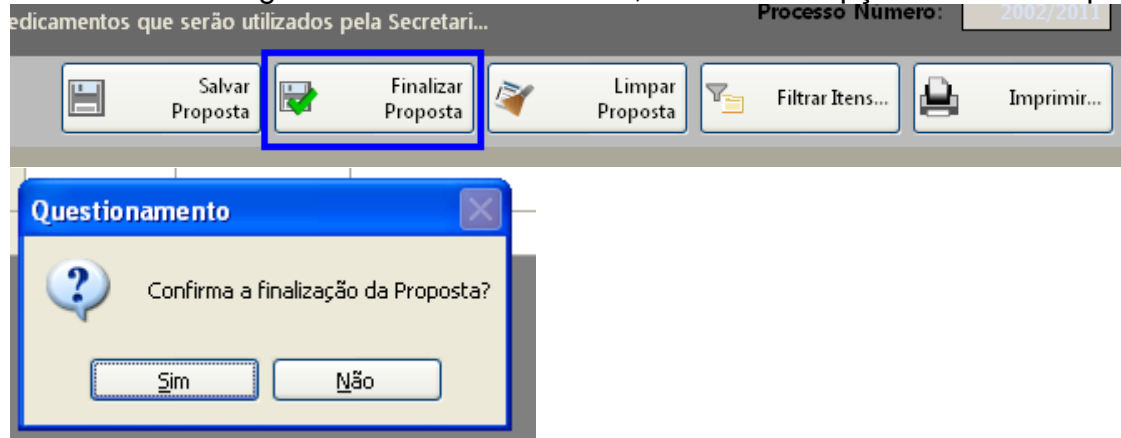 edicamentos que serão utilizados pela Secretari... Processo Número: 2002/2011
Salvar Proposta
Finalizar Proposta
Limpar Proposta
Filtrar Itens...
Imprimir...
Questionamento
Confirma a finalização da Proposta?
Sim
Não